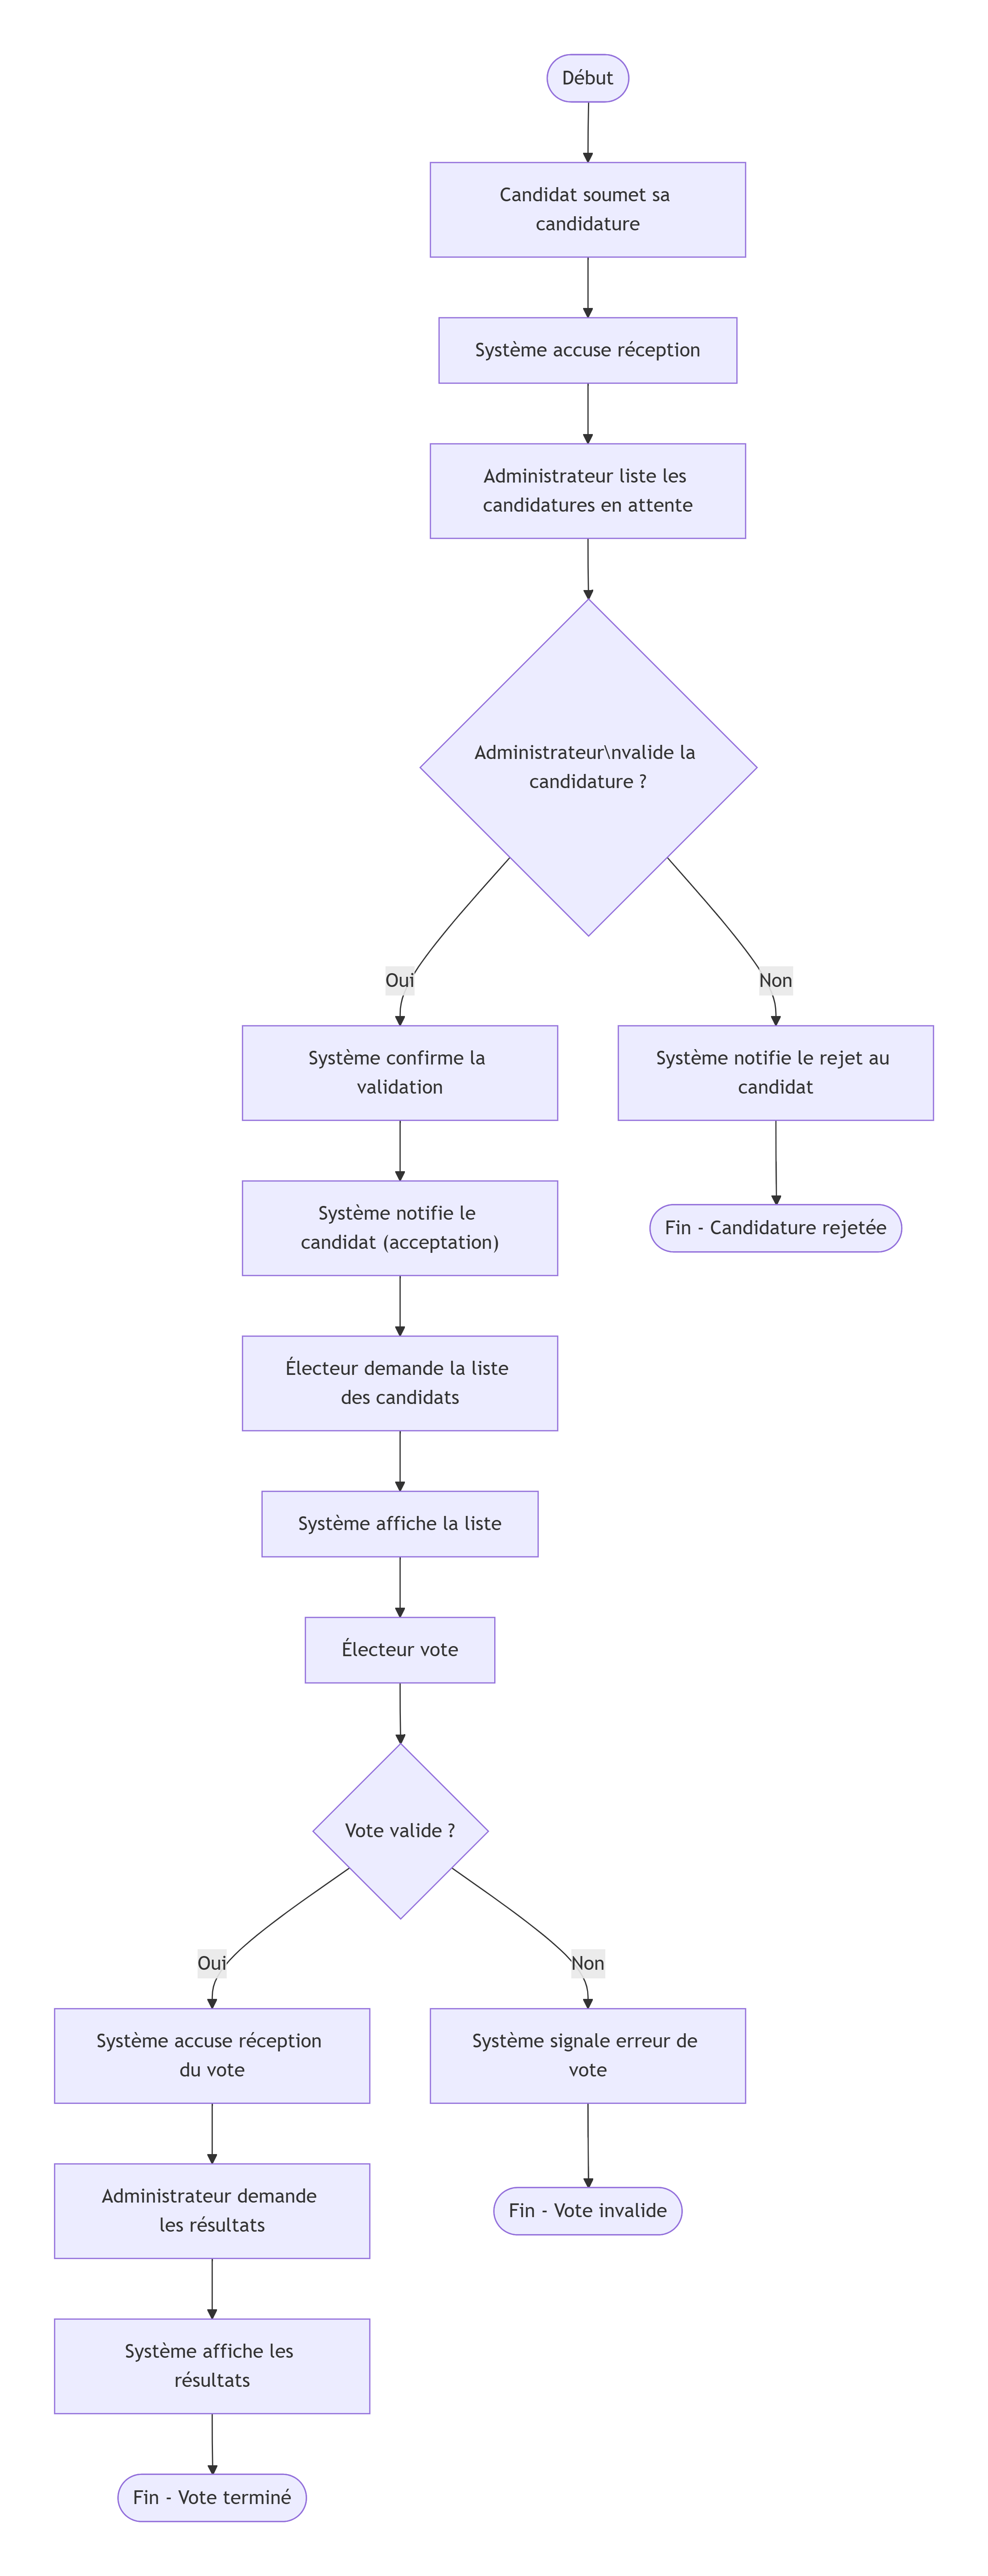 Début
Candidat soumet sa
candidature
Système accuse réception
Administrateur liste les
candidatures en attente
Administrateur\nvalide la
candidature ?
Oui
Non
Système confirme la
validation
Système notifie le rejet au
candidat
Système notifie le
candidat (acceptation)
Fin - Candidature rejetée
Électeur demande la liste
des candidats
Système affiche la liste
Électeur vote
Vote valide ?
Oui
Non
Système accuse réception
du vote
Système signale erreur de
vote
Administrateur demande
les résultats
Fin - Vote invalide
Système affiche les
résultats
Fin - Vote terminé